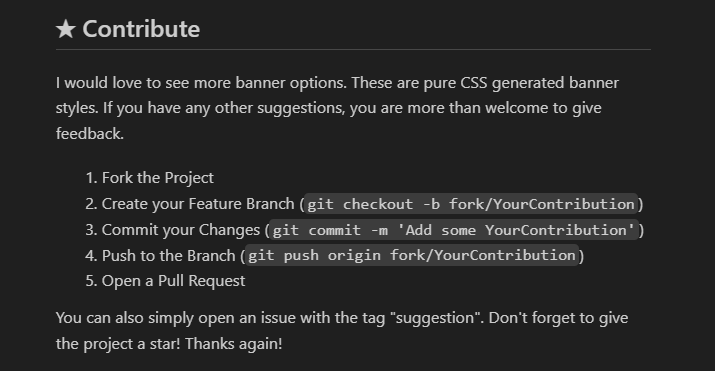 ★ Contribute
I would love to see more banner options. These are pure CSS generated banner
styles. If you have any other suggestions, you are more than welcome to give
feedback.
1. Fork the Project
2. Create your Feature Branch (git checkout -b fork/YourContribution)
3. Commit your Changes (git commit -m 'Add some YourContribution')
4. Push to the Branch (git push origin fork/YourContribution)
5. Open a Pull Request
You can also simply open an issue with the tag "suggestion". Don't forget to give
the project a star! Thanks again!